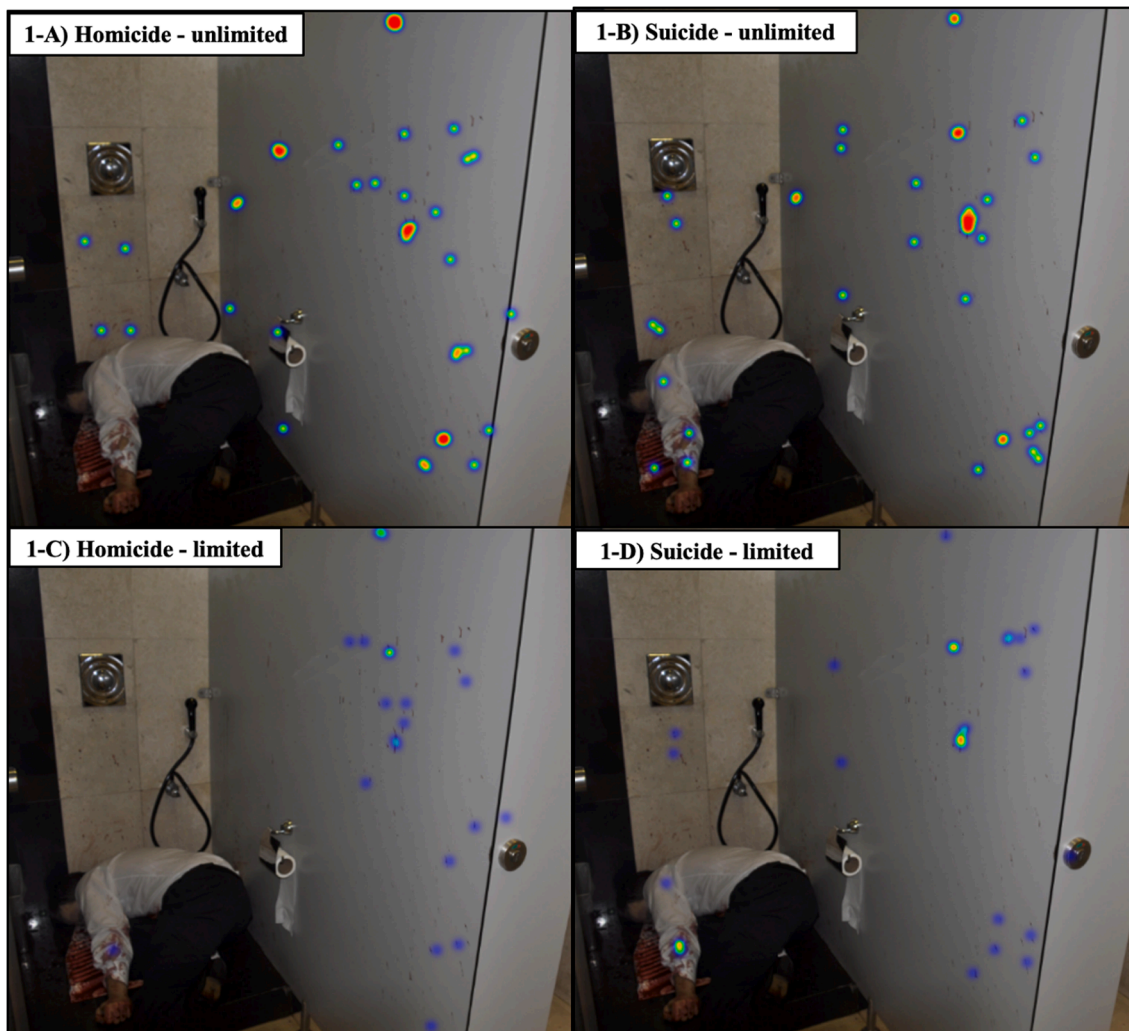 1-A) Homicide - unlimited
1-B) Suicide - unlimited
1-C) Homicide - limited
1-D) Suicide - limited